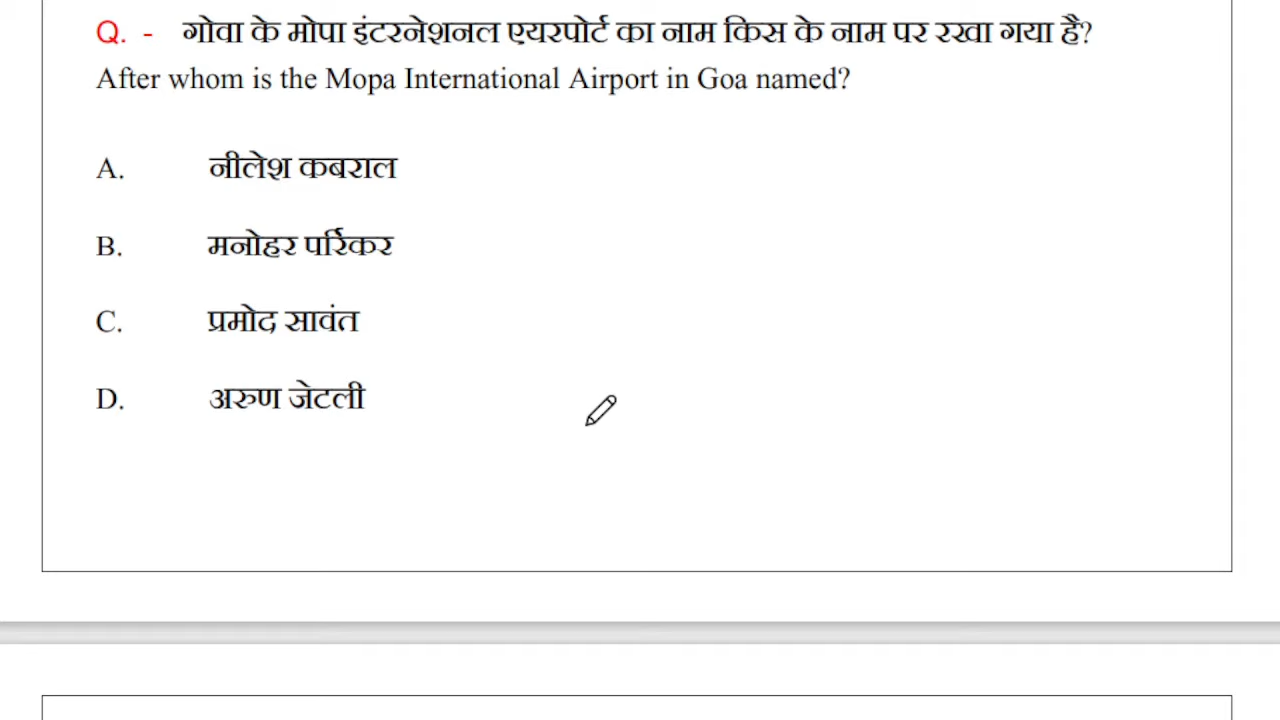 Q. - गोवा के मोपा इंटरनेशनल एयरपोर्ट का नाम किस के नाम पर रखा गया है?
After whom is the Mopa International Airport in Goa named?
A. नीलेश कबराल
B. मनोहर पर्रिकर
C. प्रमोद सावंत
D. अरुण जेटली